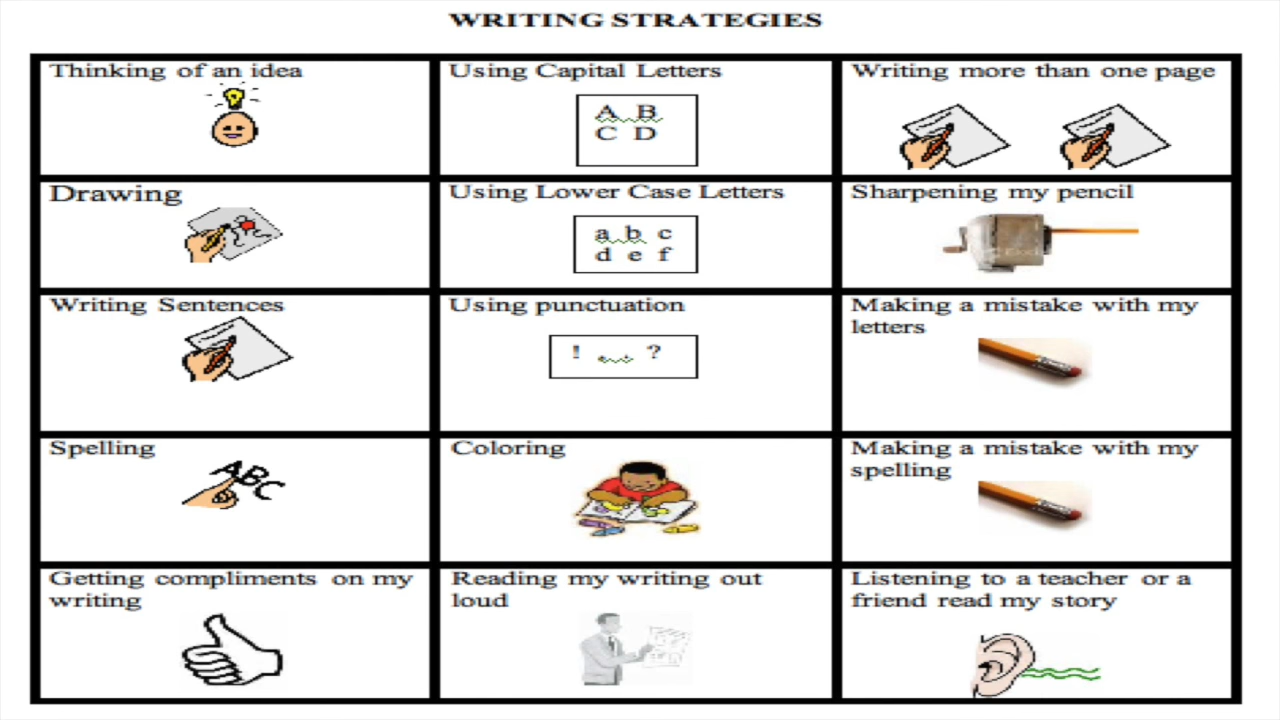 WRITING STRATEGIES
Thinking of an idea
Using Capital Letters
A B
C D
Writing more than one page
Drawing
Using Lower Case Letters
a b c
d e f
Sharpening my pencil
Writing Sentences
Using punctuation
! , . ?
Making a mistake with my
letters
Spelling
ABC
Coloring
Making a mistake with my
spelling
Getting compliments on my
writing
Reading my writing out
loud
Listening to a teacher or a
friend read my story